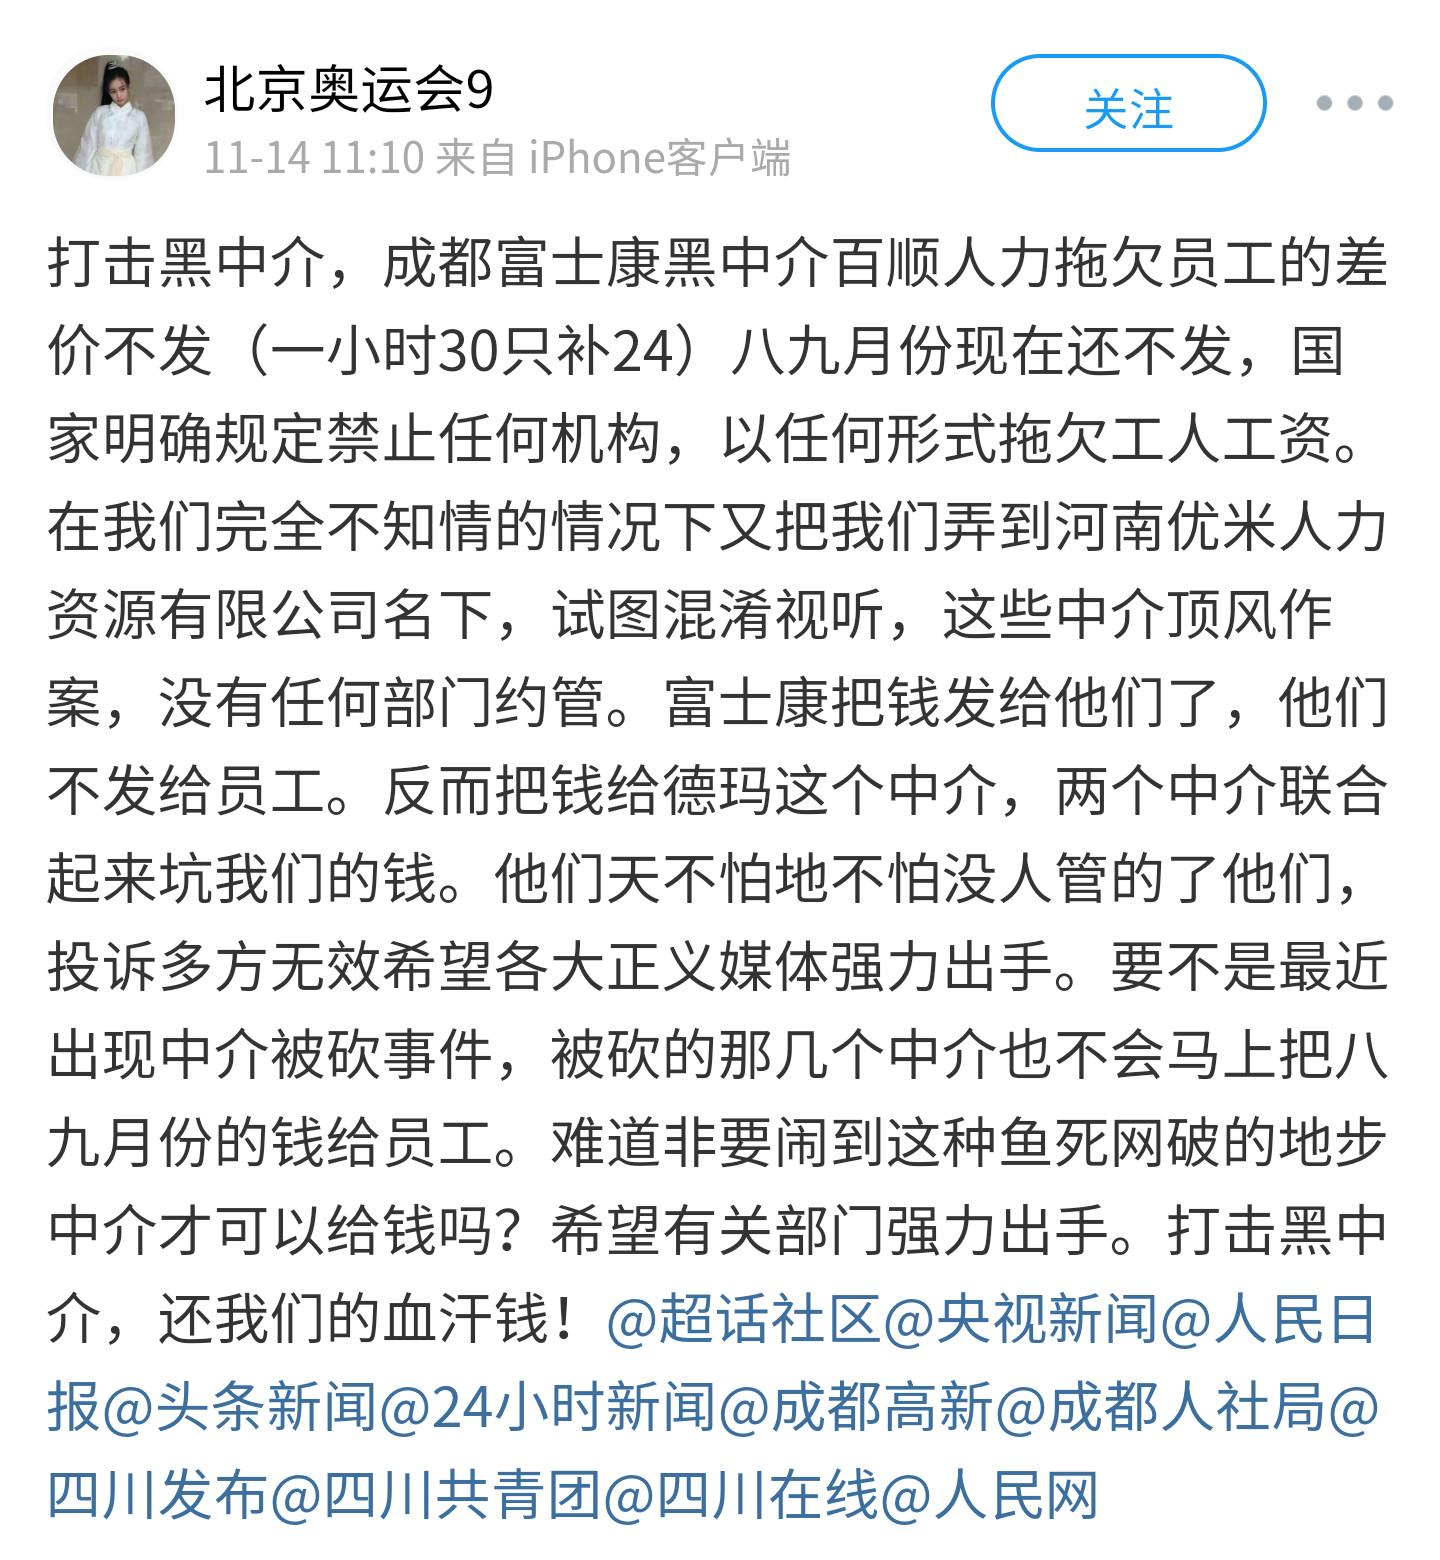 北京奥运会9
关注
11-14 11:10 来自 iPhone客户端
打击黑中介，成都富士康黑中介百顺人力拖欠员工的差
价不发（一小时30只补24）八九月份现在还不发，国
家明确规定禁止任何机构，以任何形式拖欠工人工资。
在我们完全不知情的情况下又把我们弄到河南优米人力
资源有限公司名下，试图混淆视听，这些中介顶风作
案，没有任何部门约管。富士康把钱发给他们了，他们
不发给员工。反而把钱给德玛这个中介，两个中介联合
起来坑我们的钱。他们天不怕地不怕没人管的了他们，
投诉多方无效希望各大正义媒体强力出手。要不是最近
出现中介被砍事件，被砍的那几个中介也不会马上把八
九月份的钱给员工。难道非要闹到这种鱼死网破的地步
中介才可以给钱吗？希望有关部门强力出手。打击黑中
介，还我们的血汗钱！@超话社区@央视新闻@人民日
报@头条新闻@24小时新闻@成都高新@成都人社局@
四川发布@四川共青团@四川在线@人民网